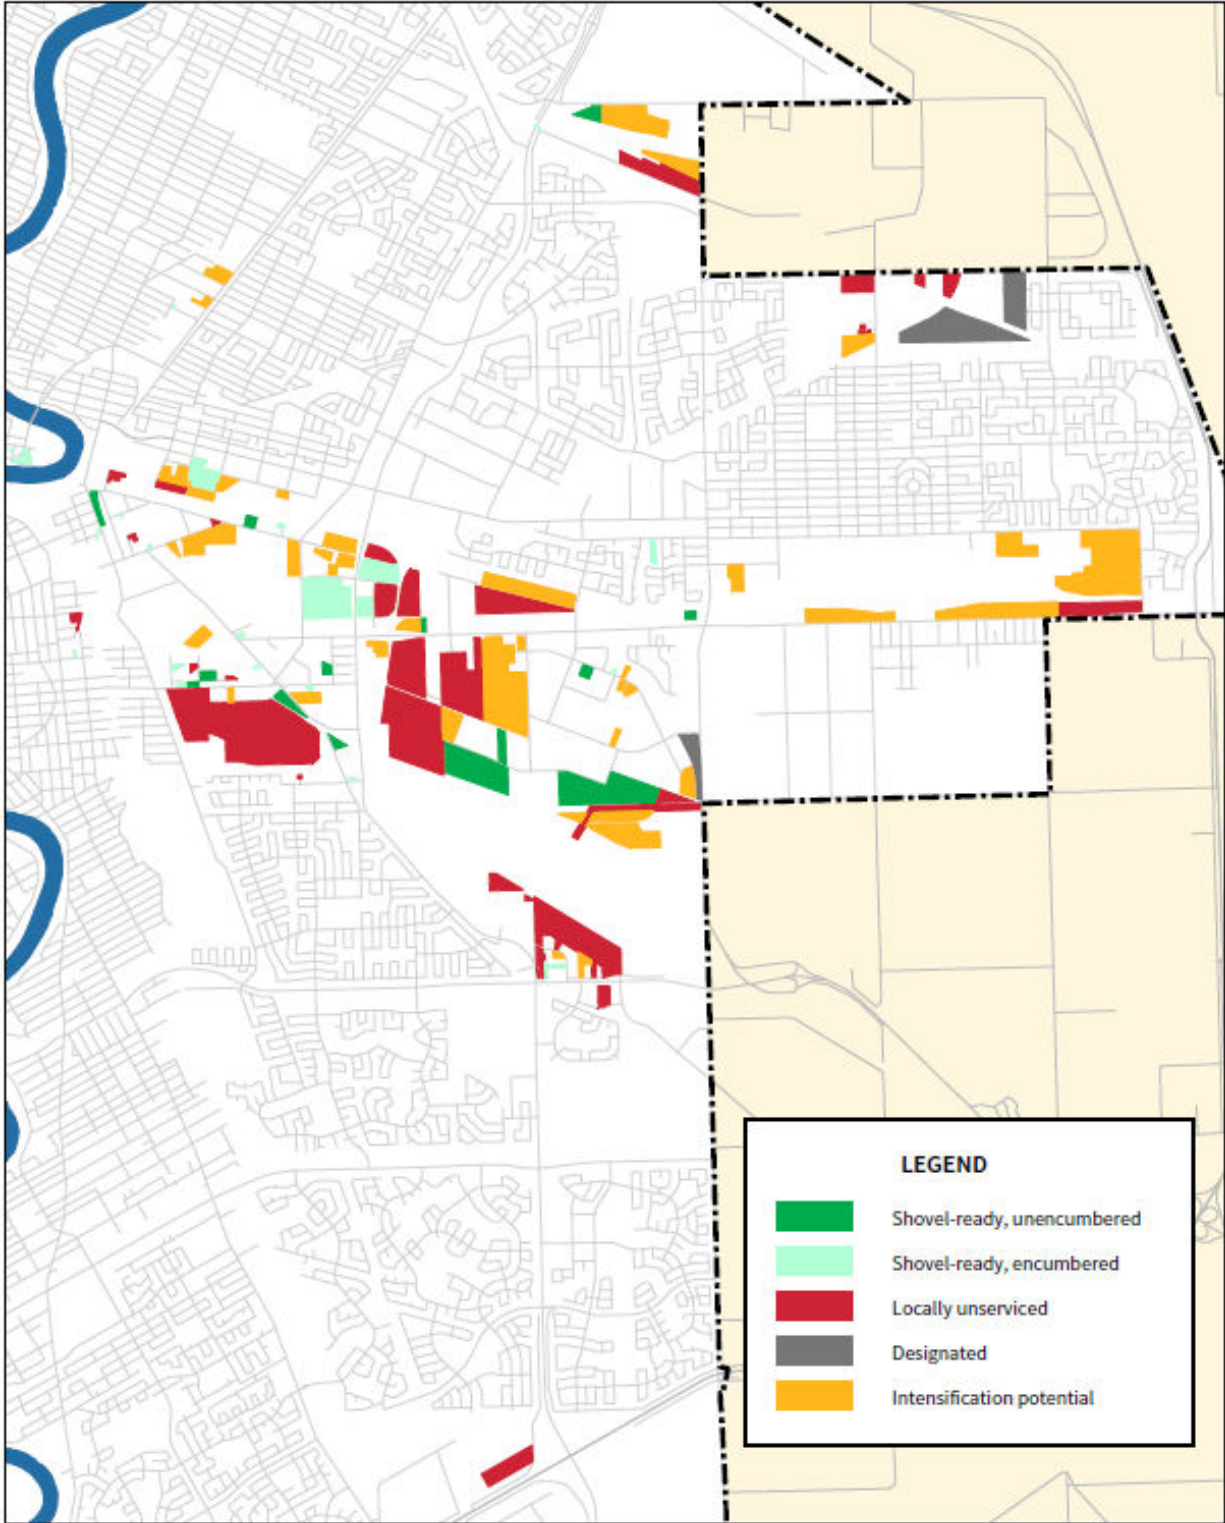 LEGEND
Shovel-ready, unencumbered
Shovel-ready, encumbered
Locally unserviced
Designated
Intensification potential